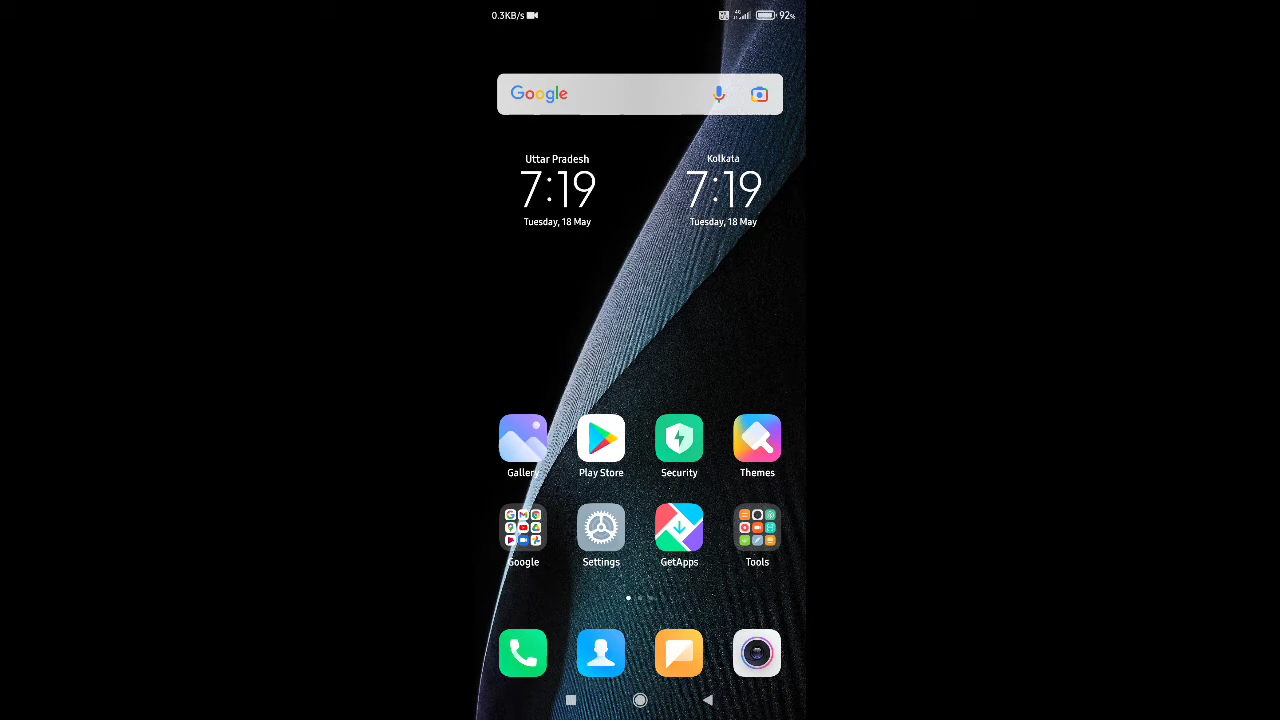 0.3KB/s
4G
92%
Google
Uttar Pradesh
Kolkata
7:19
7:19
Tuesday, 18 May
Tuesday, 18 May
Gallery
Play Store
Security
Themes
Google
Settings
GetApps
Tools